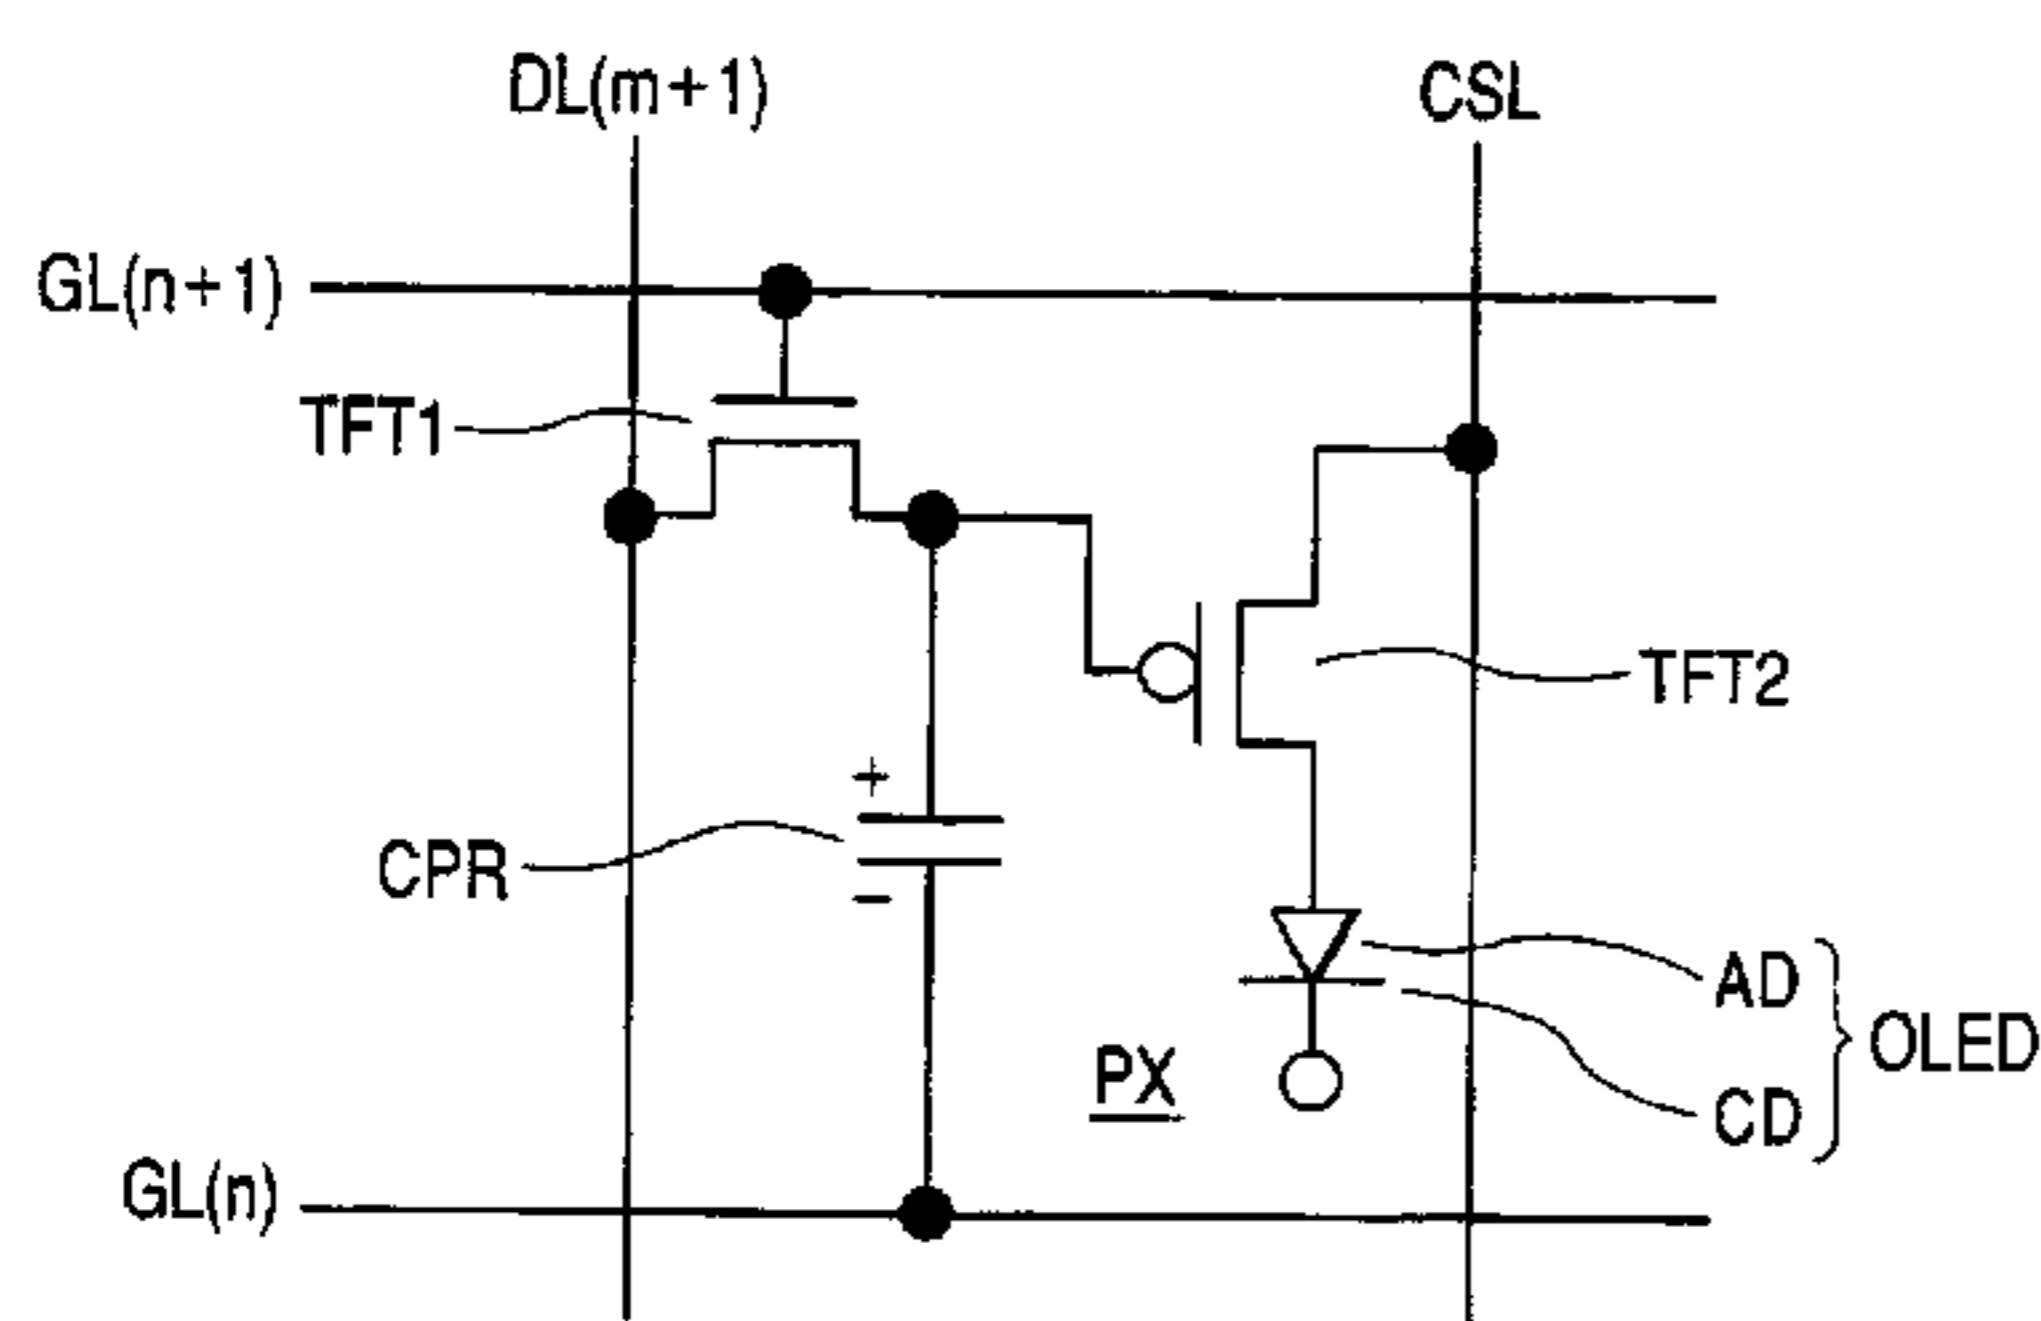 DL(m+1)
CSL
GL(n+1)
TFT1
TFT2
+
CPR
−
AD
OLED
PX
CD
GL(n)